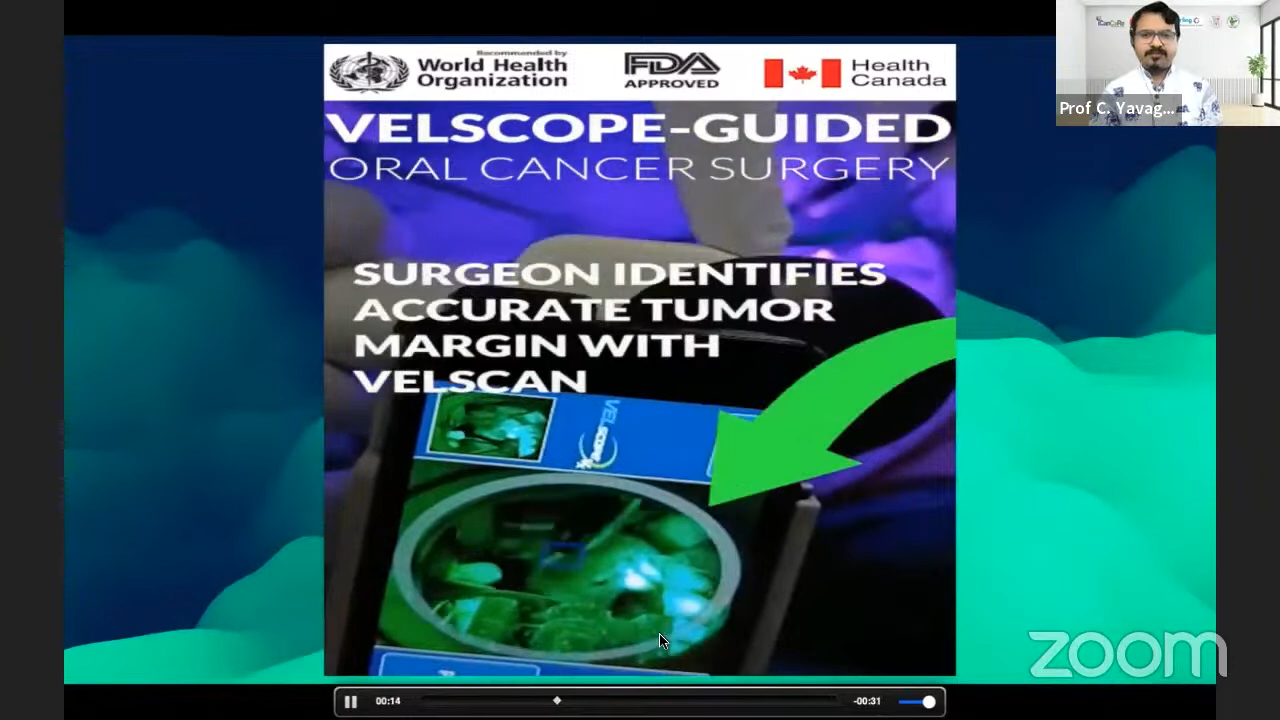 Recommended by
World Health
Organization
FDA
APPROVED
Health
Canada
VELSCOPE-GUIDED
ORAL CANCER SURGERY
SURGEON IDENTIFIES
ACCURATE TUMOR
MARGIN WITH
VELSCAN
VELSCOPE
Prof C. Yavag...
zoom
00:14
-00:31